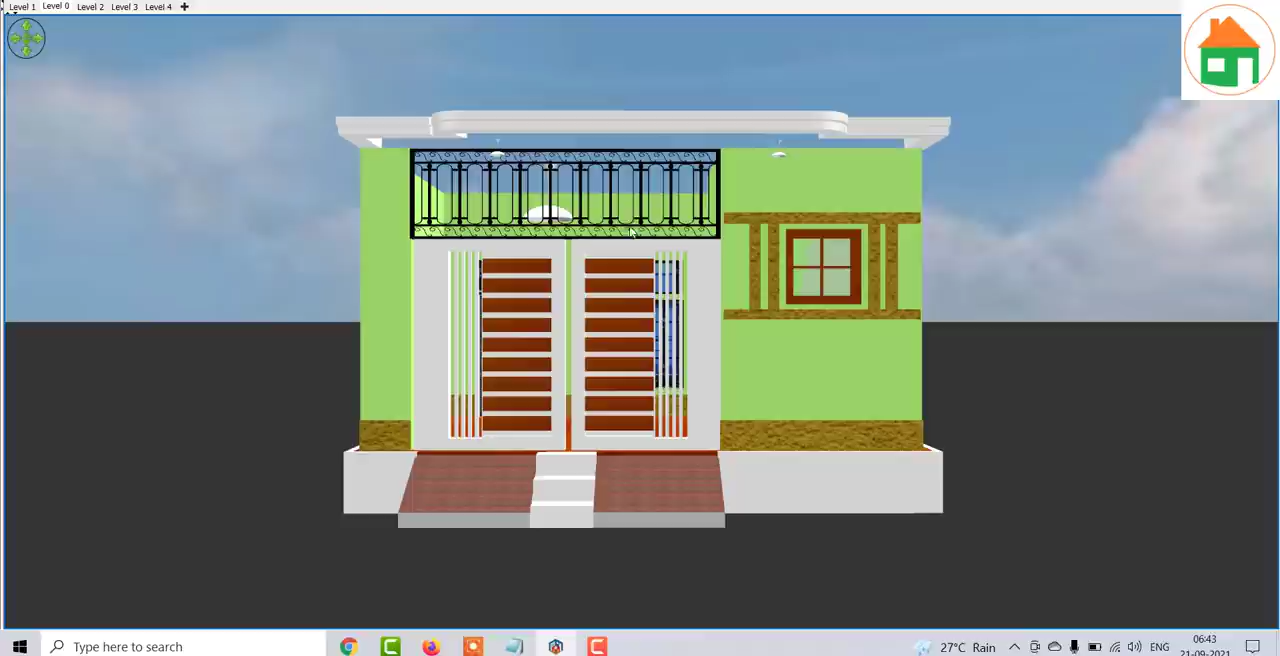 Level 1 Level 0 Level 2 Level 3 Level 4
Type here to search
27°C Rain
ENG
06:43
21-09-2021